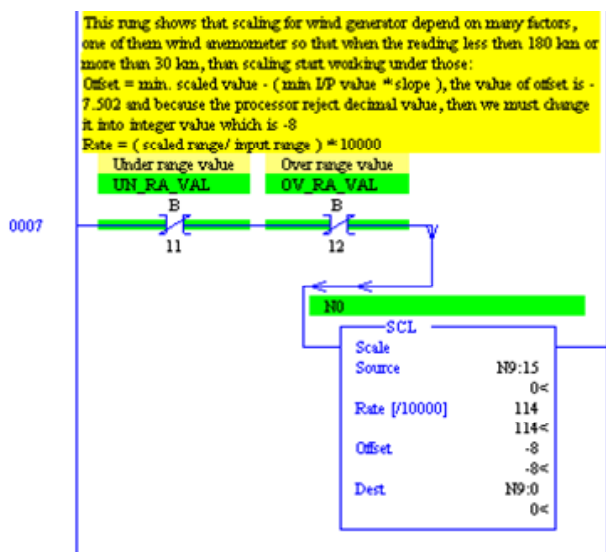 This rung shows that scaling for wind generator depend on many factors,
one of them wind anemometer so that when the reading less then 180 km or
more than 30 km, than scaling start working under those:
Offset = min. scaled value - ( min I/P value * slope ), the value of offset is -
7.502 and because the processor reject decimal value, then we must change
it into integer value which is -8
Rate = ( scaled range/ input range ) * 10000
Under range value Over range value
UN_RA_VAL OV_RA_VAL
B B
0007
11 12
N0
SCL
Scale
Source N9:15
0<
Rate [/10000] 114
114<
Offset -8
-8<
Dest N9:0
0<